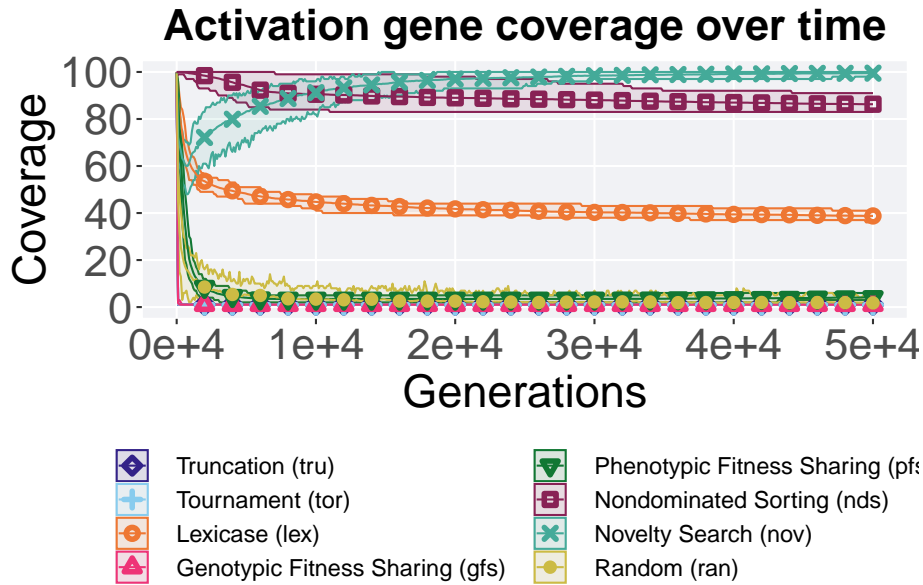 Activation gene coverage over time
100
80
60
40
20
0
Coverage
0e+4 1e+4 2e+4 3e+4 4e+4 5e+4
Generations
Truncation (tru)
Tournament (tor)
Lexicase (lex)
Genotypic Fitness Sharing (gfs)
Phenotypic Fitness Sharing (pfs
Nondominated Sorting (nds)
Novelty Search (nov)
Random (ran)